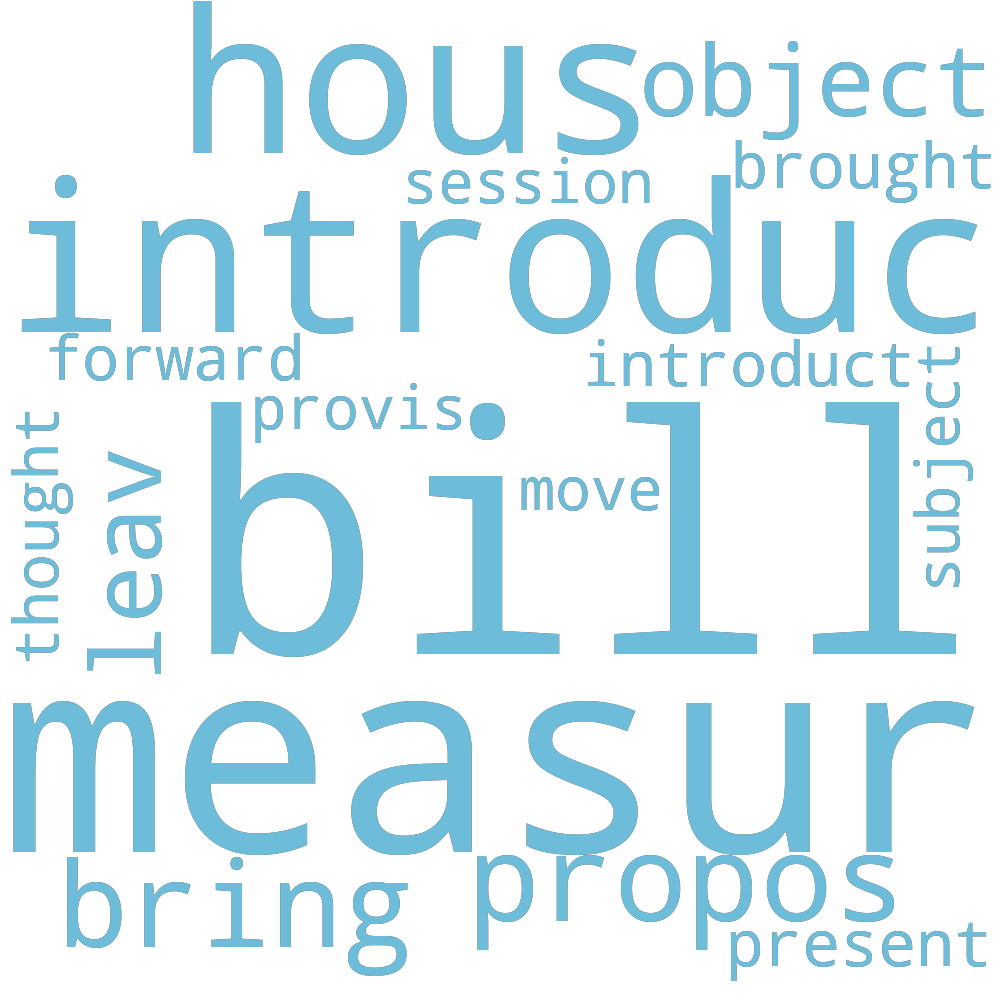 hous
object
brought
session
introduc
forward
introduct
subject
provis
thought
leav
bill
move
measur
bring
propos
present